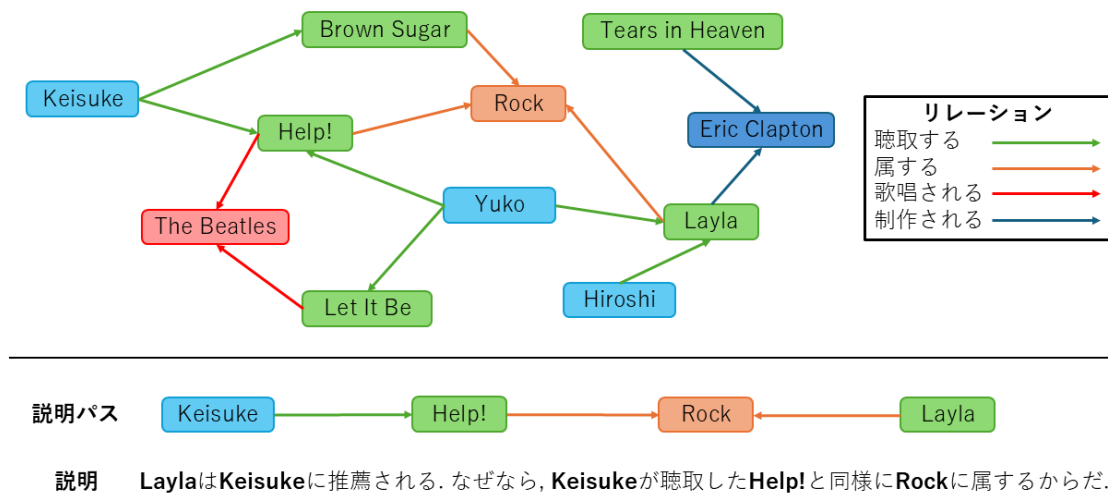 Brown Sugar
Tears in Heaven
Keisuke
Rock
リレーション
Help!
Eric Clapton
聴取する
属する
歌唱される
制作される
Yuko
The Beatles
Layla
Let It Be
Hiroshi
説明パス
Keisuke
Help!
Rock
Layla
説明 LaylaはKeisukeに推薦される. なぜなら, Keisukeが聴取したHelp!と同様にRockに属するからだ.